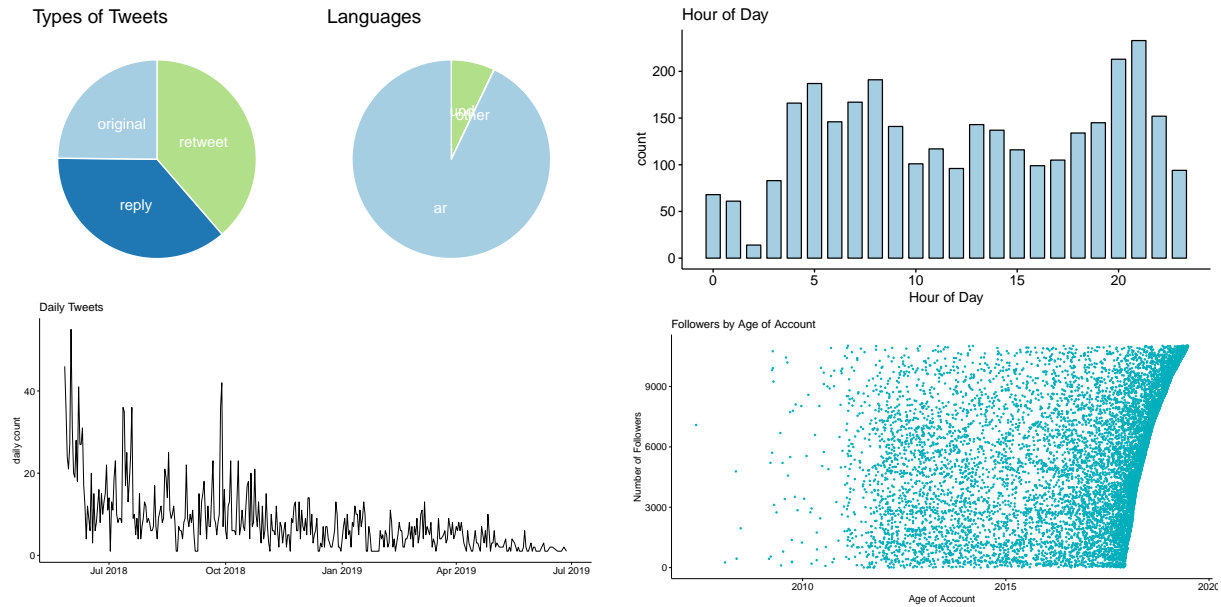 Types of Tweets
original
retweet
reply
Languages
und
other
ar
Hour of Day
count
200
150
100
50
0
0 5 10 15 20
Hour of Day
Daily Tweets
daily count
40
20
0
Jul 2018 Oct 2018 Jan 2019 Apr 2019 Jul 2019
Followers by Age of Account
Number of Followers
9000
6000
3000
0
2010 2015 2020
Age of Account